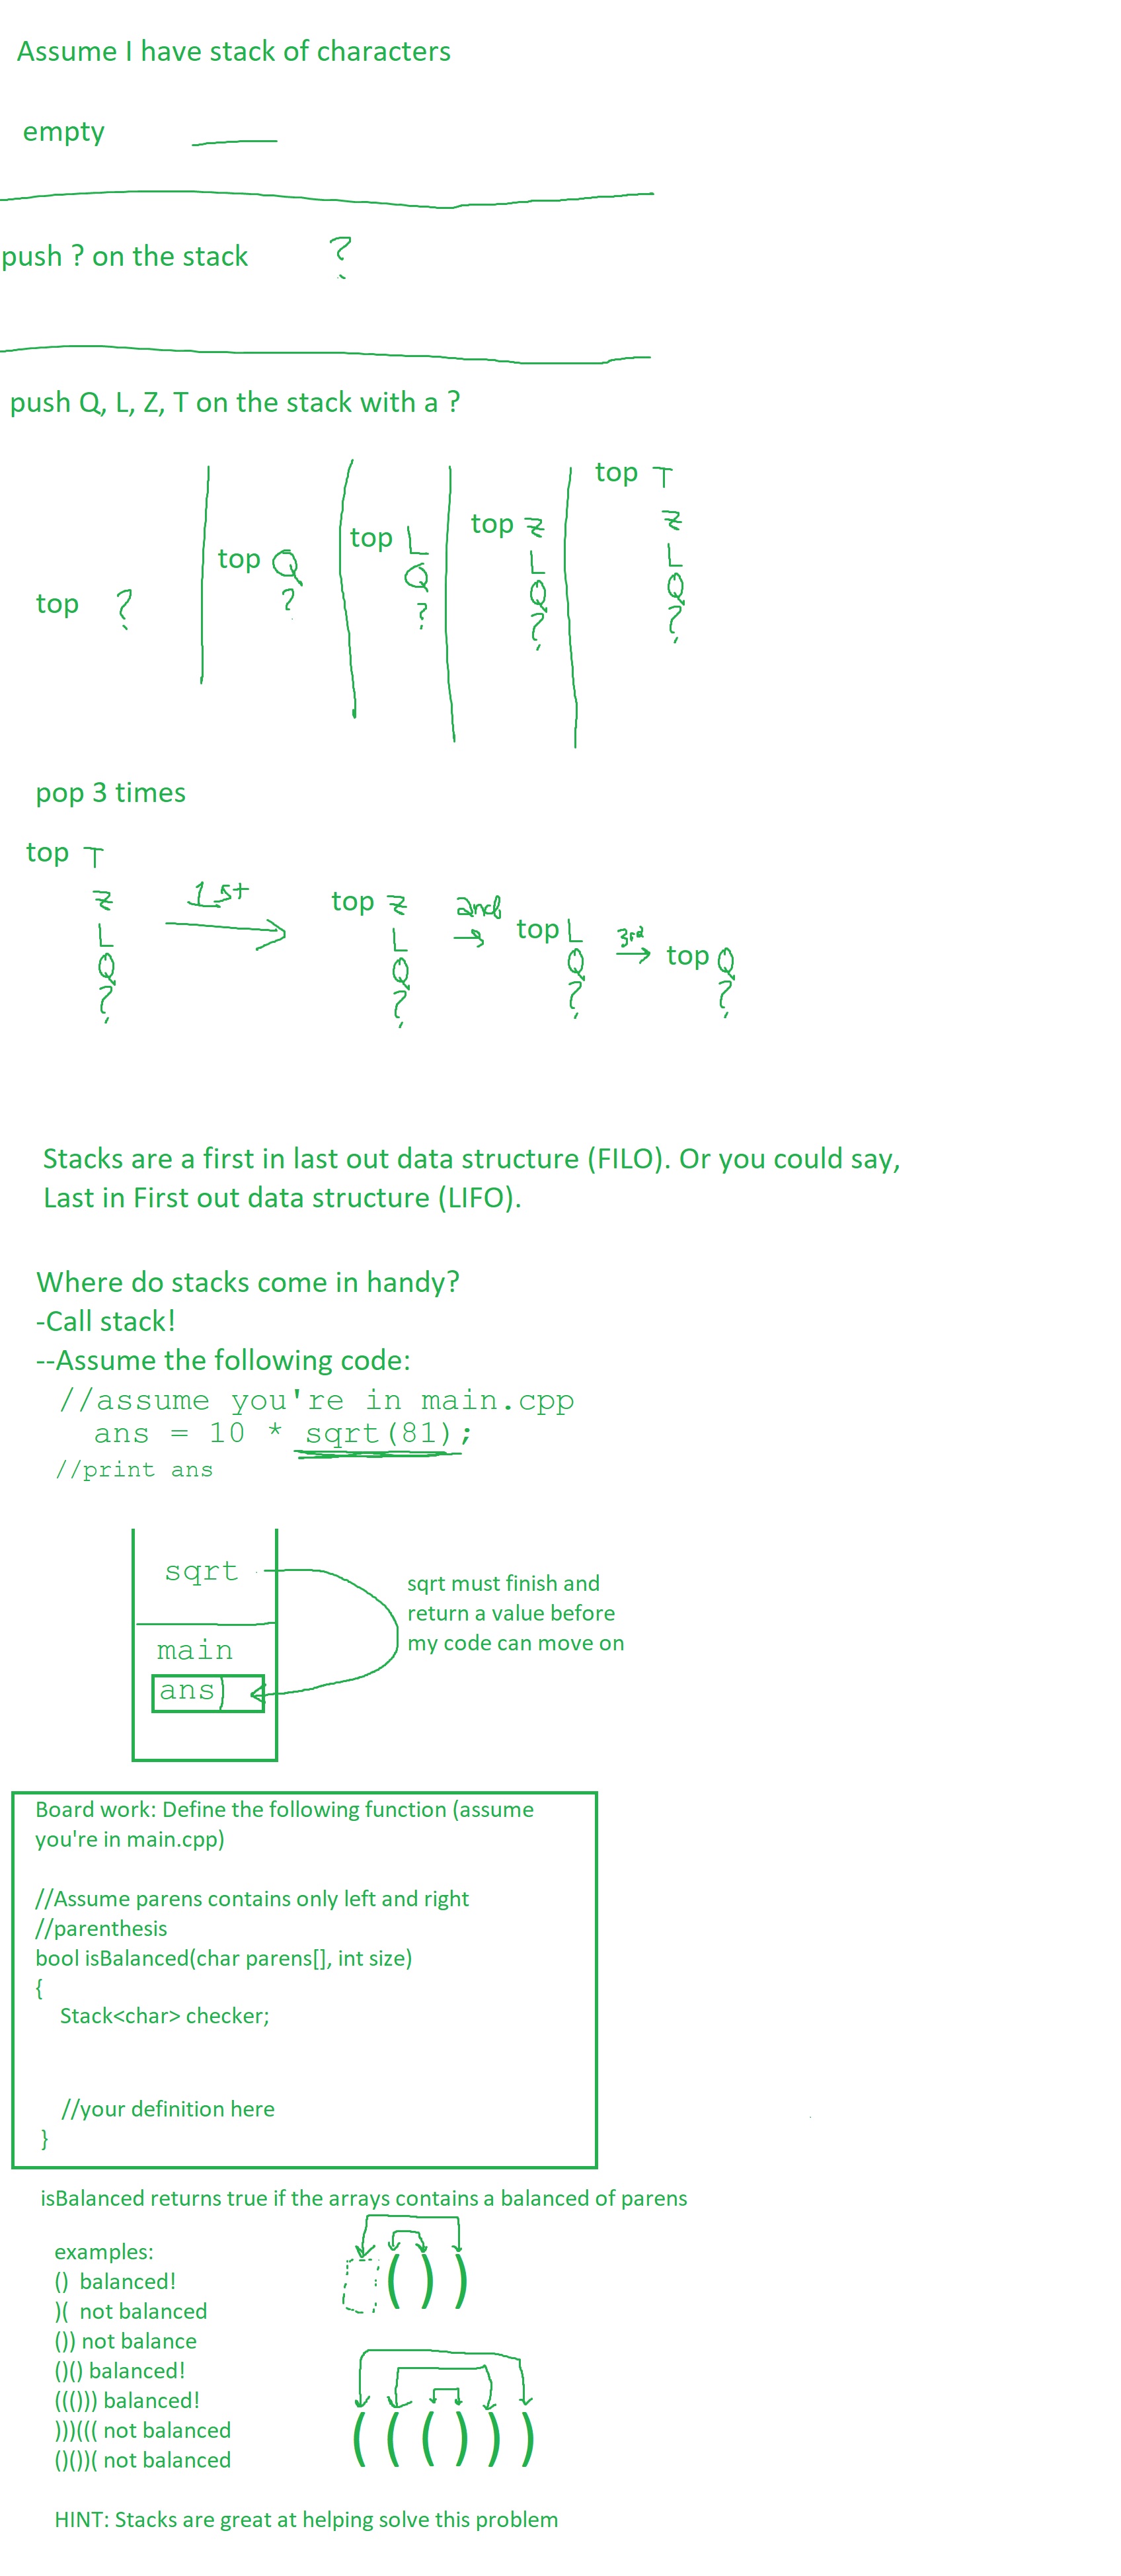 Assume I have stack of characters
empty
push ? on the stack ?
push Q, L, Z, T on the stack with a ?
top T
top Z Z
top L L L
top Q Q Q Q
top ? ? ? ? ?
pop 3 times
top T
Z 1st top Z 2nd
L L top L 3rd top Q
Q Q Q ?
? ? ?
Stacks are a first in last out data structure (FILO). Or you could say,
Last in First out data structure (LIFO).
Where do stacks come in handy?
-Call stack!
--Assume the following code:
//assume you're in main.cpp
ans = 10 * sqrt(81);
//print ans
sqrt
sqrt must finish and
return a value before
my code can move on
main
ans
Board work: Define the following function (assume
you're in main.cpp)
//Assume parens contains only left and right
//parenthesis
bool isBalanced(char parens[], int size)
{
Stack<char> checker;
//your definition here
}
isBalanced returns true if the arrays contains a balanced of parens
examples:
() balanced!
)( not balanced
()) not balance
()() balanced!
((())) balanced!
)))((( not balanced
()())( not balanced
())
((()))
HINT: Stacks are great at helping solve this problem